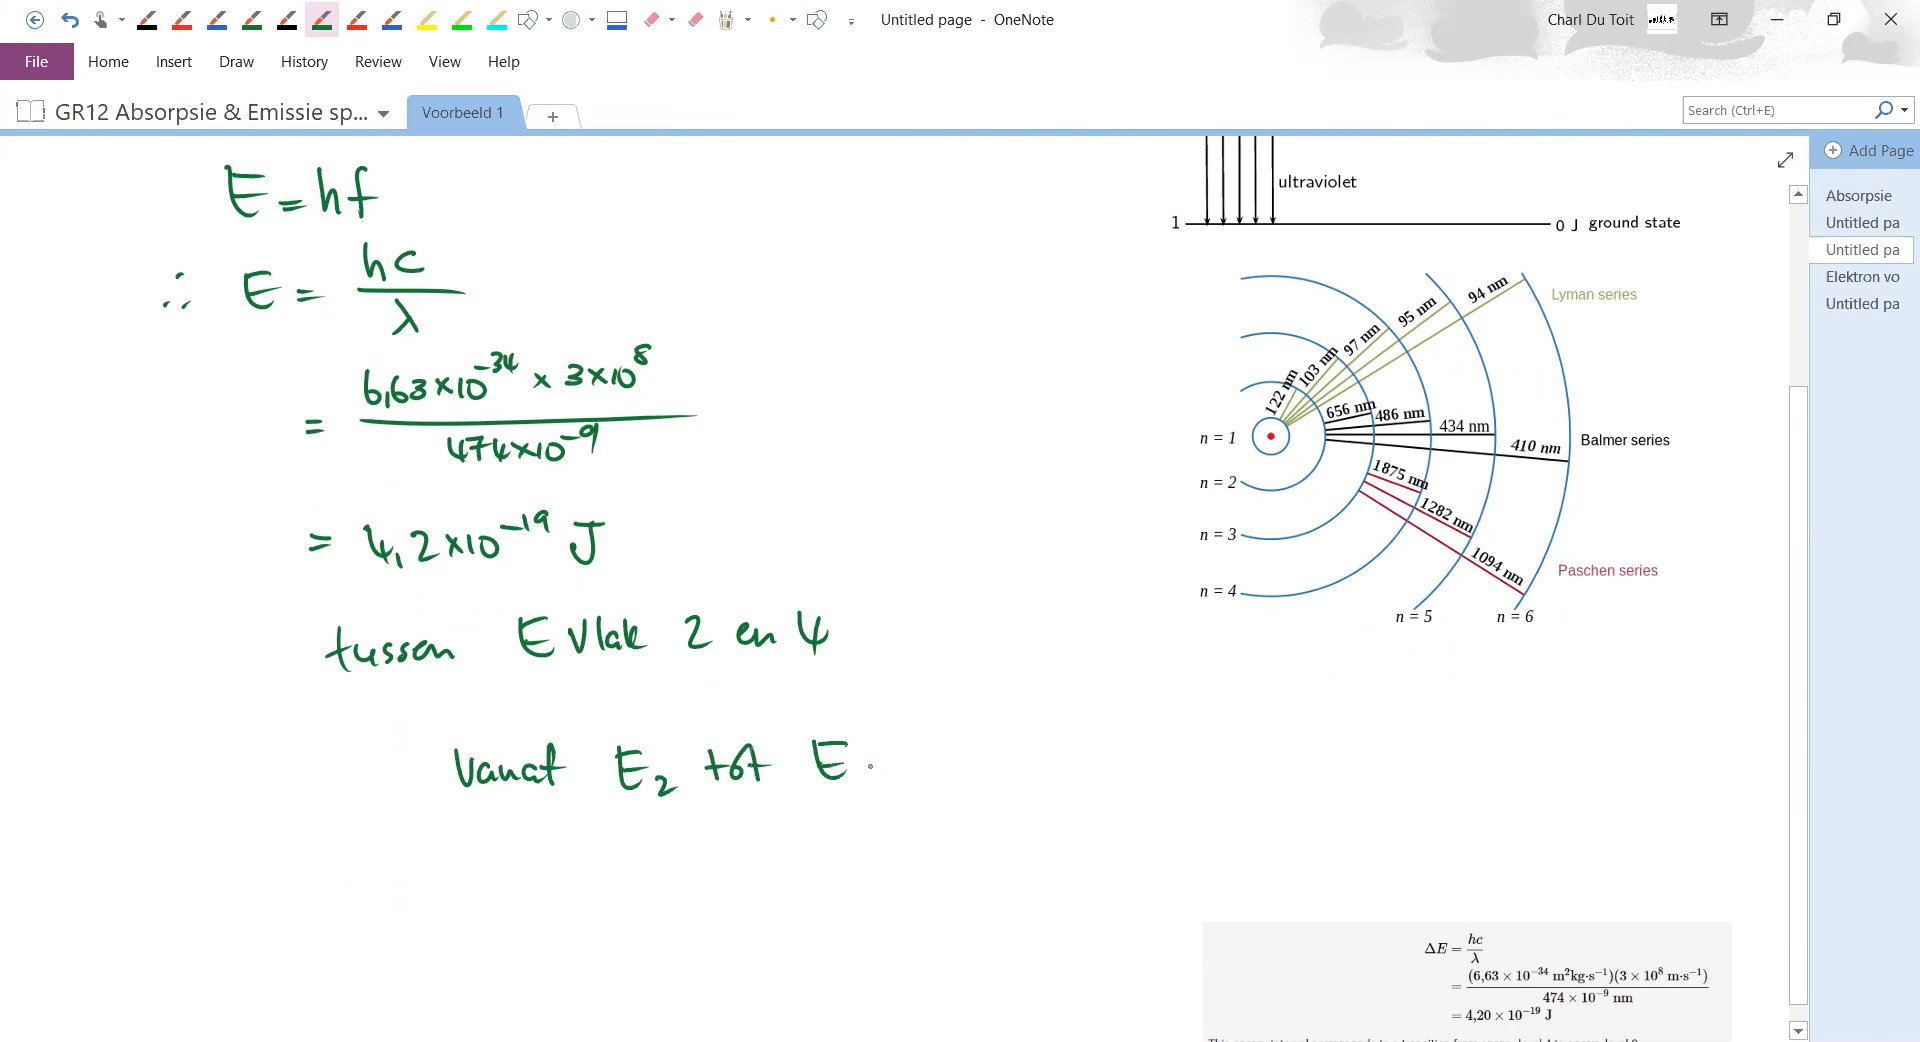 Untitled page - OneNote
Charl Du Toit
File Home Insert Draw History Review View Help
GR12 Absorpsie & Emissie sp...
Voorbeeld 1
Search (Ctrl+E)
Add Page
Absorpsie
Untitled pa
Untitled pa
Elektron vo
Untitled pa
E = hf
∴ E = hc/λ
= 6,63×10⁻³⁴ × 3×10⁸
474×10⁻⁹
= 4,2×10⁻¹⁹ J
tussen E Vlak 2 en 4
Vanaf E₂ tot E
ultraviolet
1
0 J ground state
94 nm
Lyman series
95 nm
97 nm
103 nm
122 nm
656 nm
486 nm
434 nm
410 nm
Balmer series
n = 1
1875 nm
n = 2
1282 nm
n = 3
1094 nm
Paschen series
n = 4
n = 5
n = 6
ΔE = hc/λ
= (6,63 × 10⁻³⁴ m²kg·s⁻¹)(3 × 10⁸ m·s⁻¹)
474 × 10⁻⁹ nm
= 4,20 × 10⁻¹⁹ J